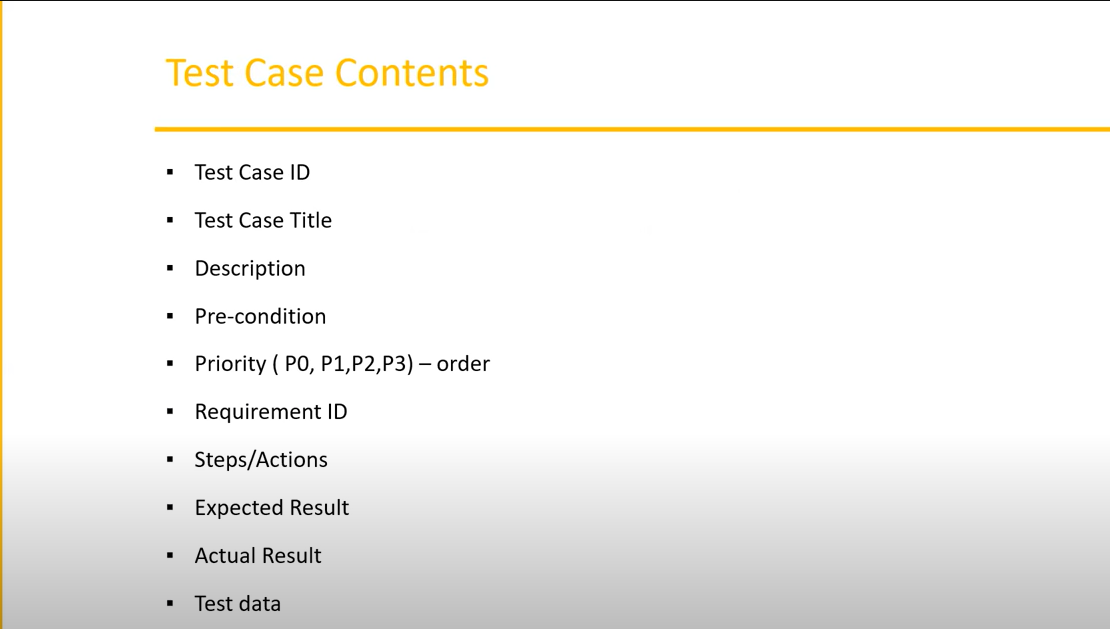 Test Case Contents
▪ Test Case ID
▪ Test Case Title
▪ Description
▪ Pre-condition
▪ Priority ( P0, P1,P2,P3) – order
▪ Requirement ID
▪ Steps/Actions
▪ Expected Result
▪ Actual Result
▪ Test data